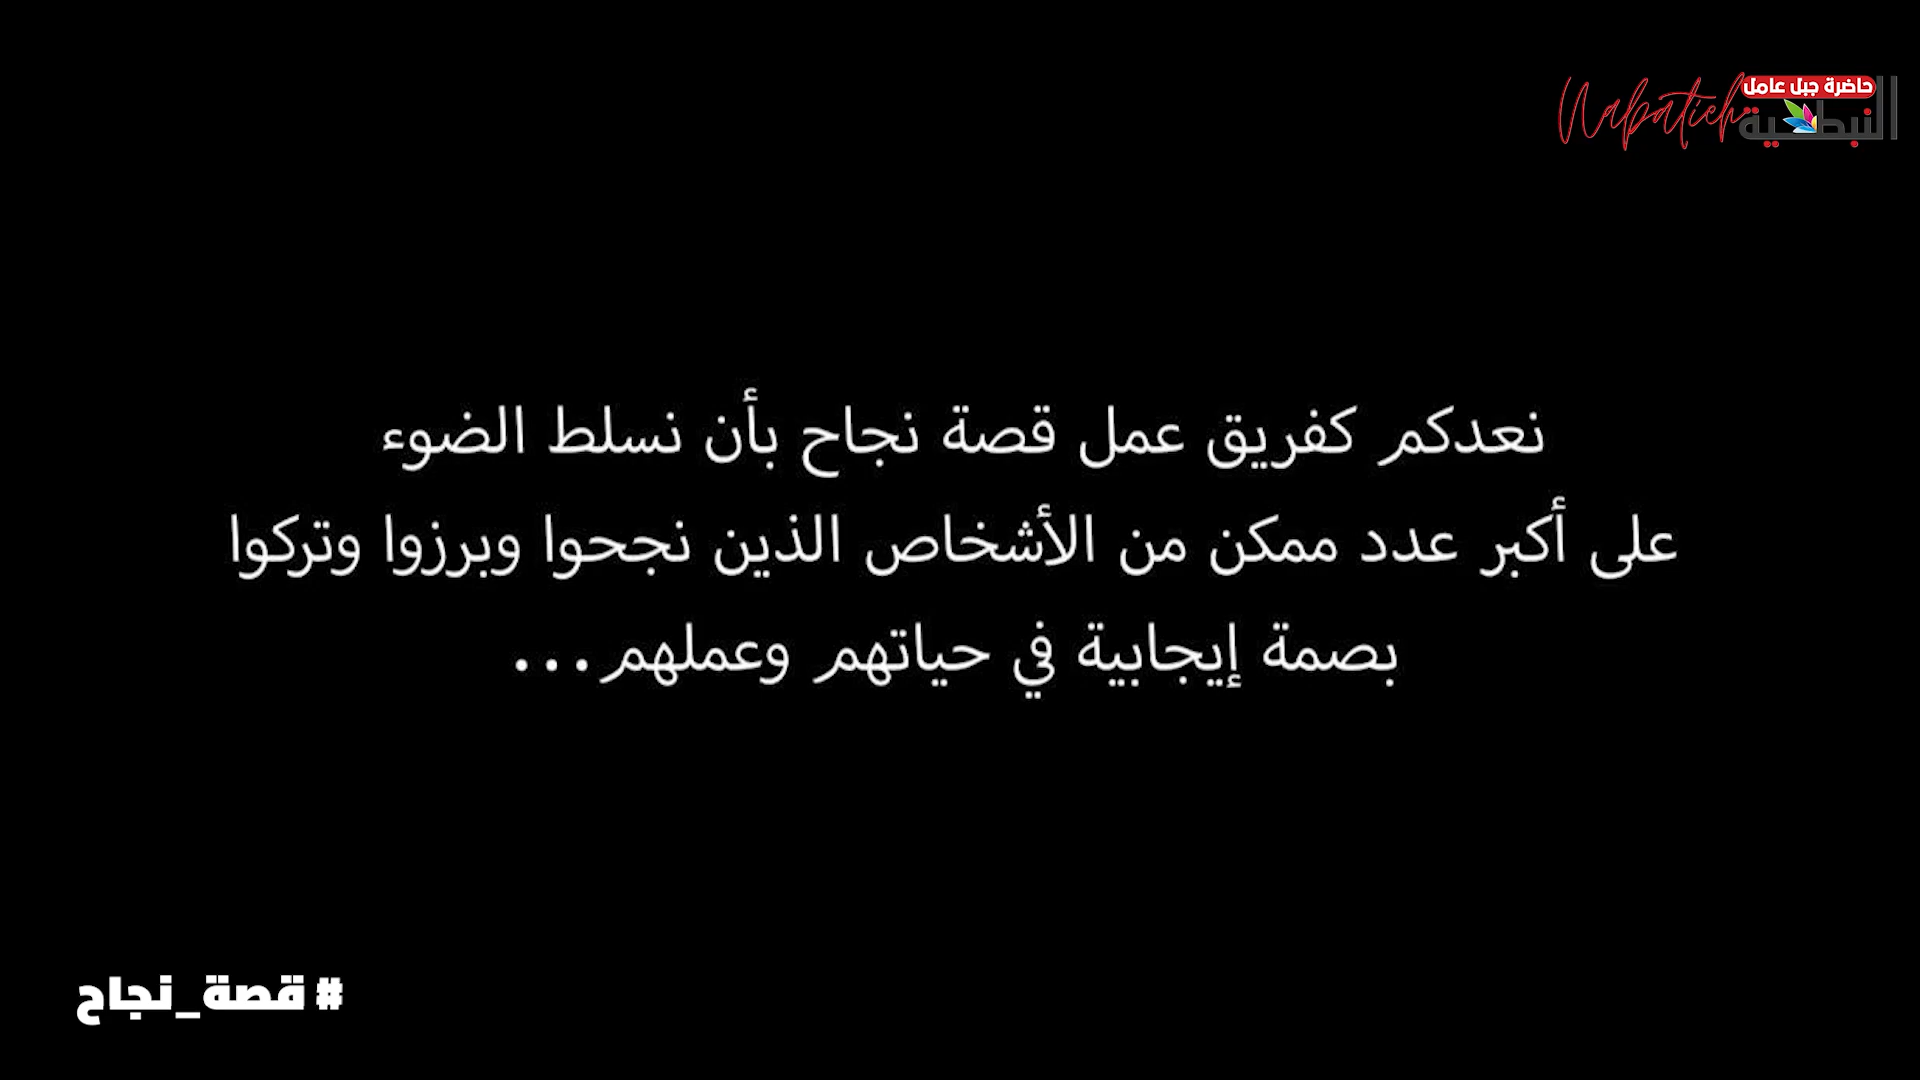 حاضرة جبل عامل
النبطية Nabatieh
نعدكم كفريق عمل قصة نجاح بأن نسلط الضوء
على أكبر عدد ممكن من الأشخاص الذين نجحوا وبرزوا وتركوا
بصمة إيجابية في حياتهم وعملهم...
#قصة_نجاح